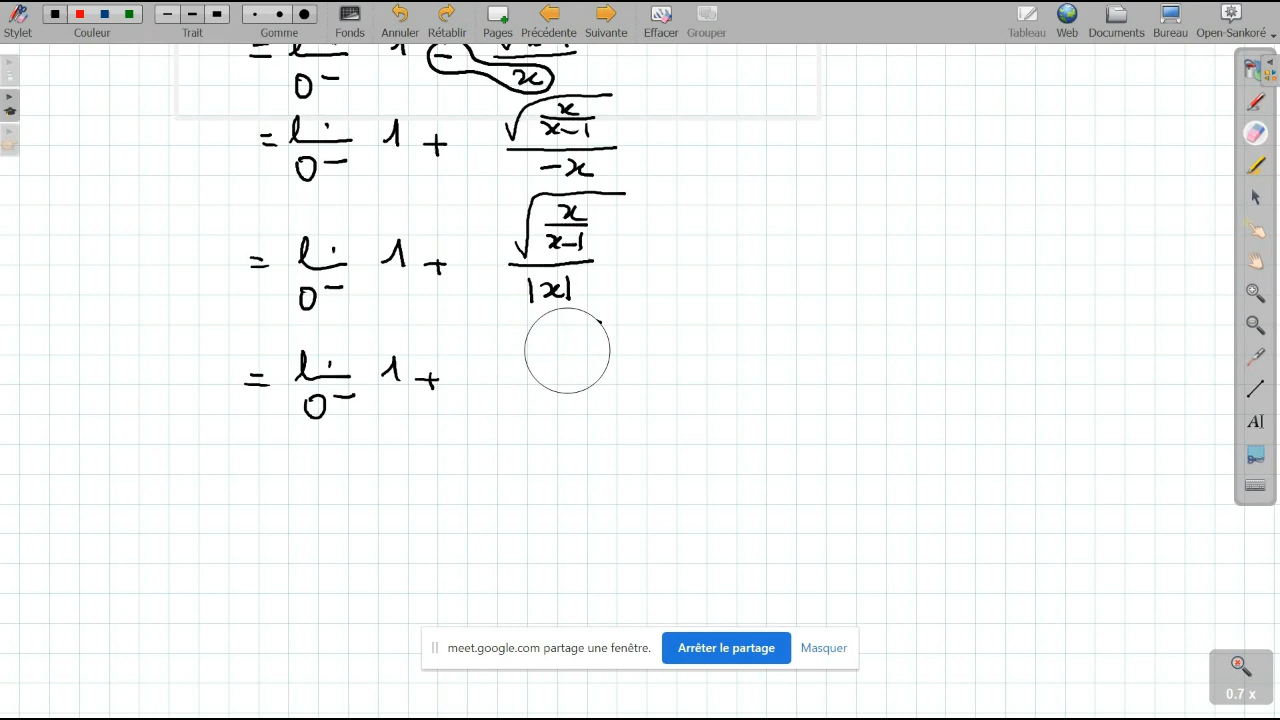 Stylet Couleur Trait Gomme Fonds Annuler Rétablir Pages Précédente Suivante Effacer Grouper Tableau Web Documents Bureau Open-Sankoré
0⁻ x
= lim 1 + √(x/(x-1)) / -x
0⁻
= lim 1 + √(x/(x-1)) / |x|
0⁻
= lim 1 +
0⁻
meet.google.com partage une fenêtre. Arrêter le partage Masquer
0.7 x